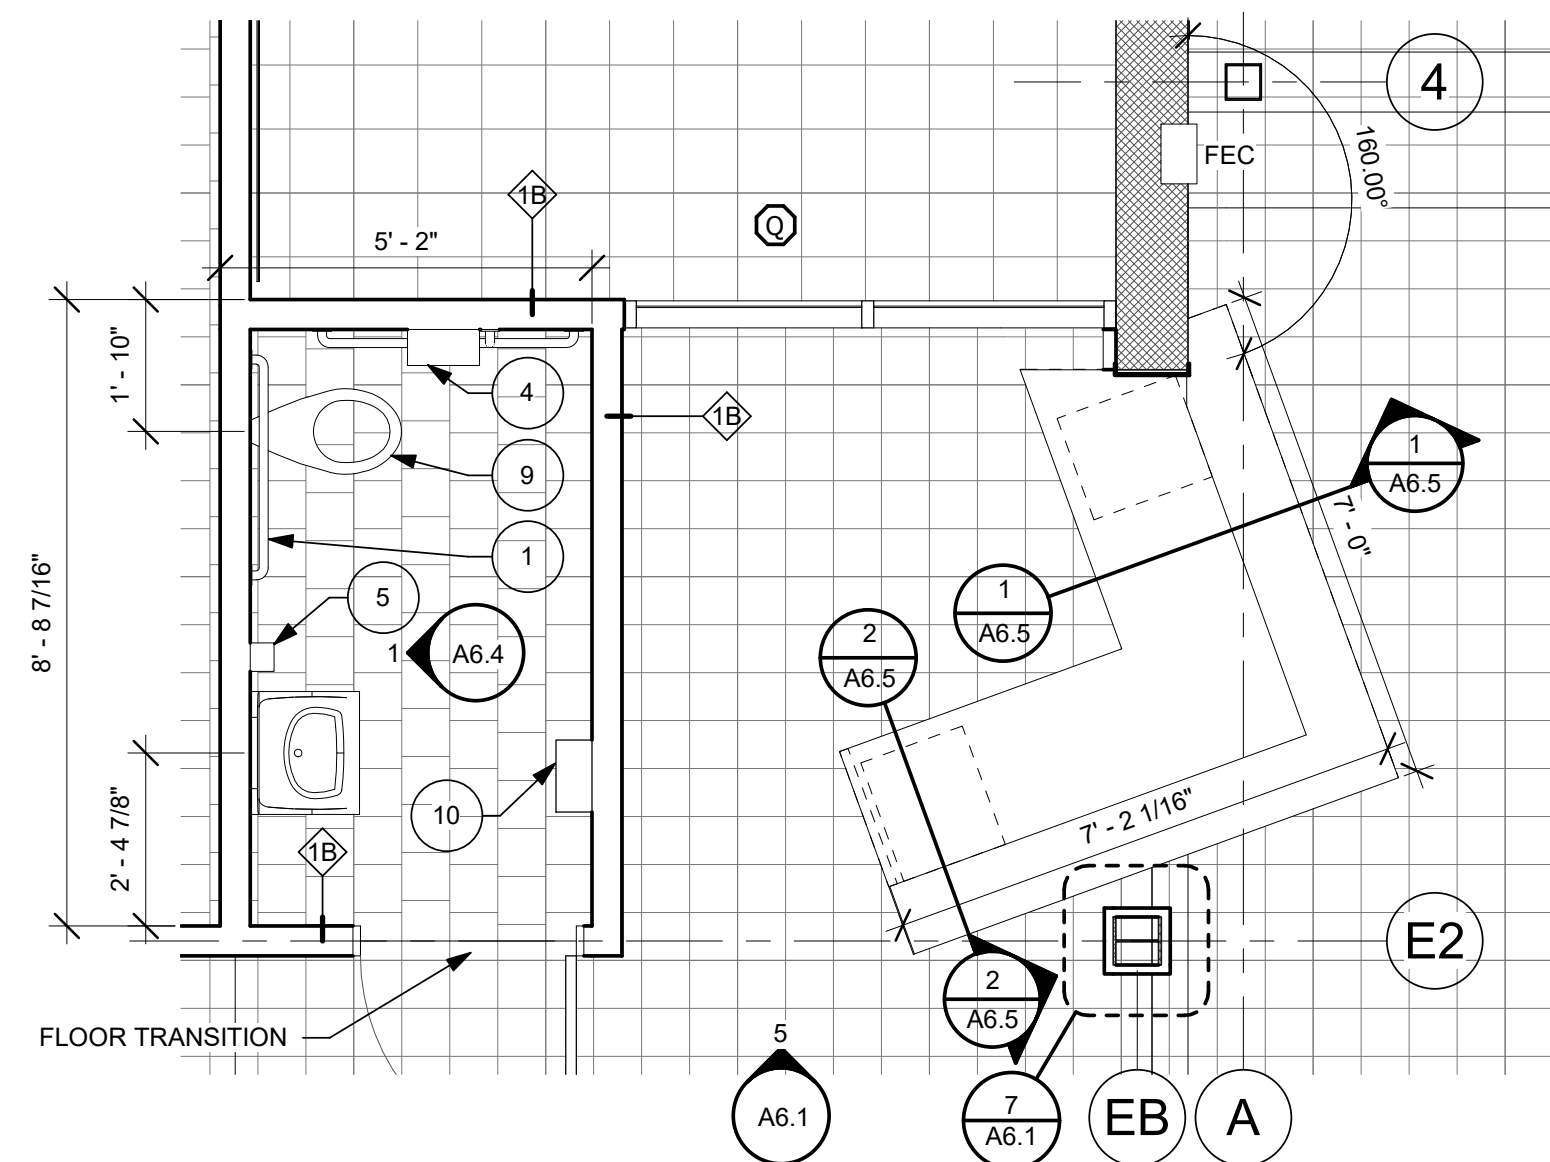 4
160.00°
FEC
1B
Q
5' - 2"
1' - 10"
4
1B
9
1
A6.5
7' - 0"
1
8' - 8 7/16"
5
1
A6.5
2
A6.5
1
A6.4
10
7' - 2 1/16"
2' - 4 7/8"
1B
E2
2
A6.5
FLOOR TRANSITION
5
A6.1
7
A6.1
EB
A